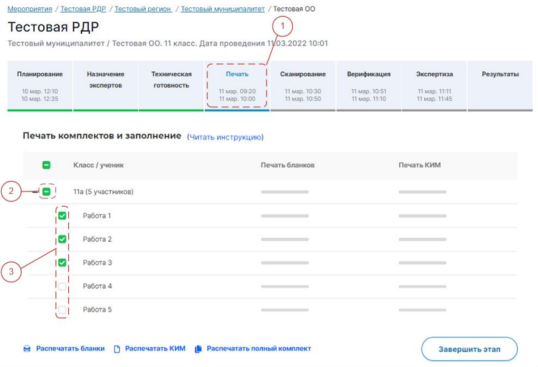 Мероприятия / Тестовая РДР / Тестовый регион / Тестовый муниципалитет / Тестовая ОО
Тестовая РДР
1
Тестовый муниципалитет / Тестовая ОО. 11 класс. Дата проведения 11.03.2022 10:01
Планирование Назначение экспертов Техническая готовность Печать Сканирование Верификация Экспертиза Результаты
10 мар. 12:10 11 мар. 09:20 11 мар. 10:30 11 мар. 10:51 11 мар. 11:11
10 мар. 12:35 11 мар. 10:00 11 мар. 10:50 11 мар. 11:10 11 мар. 11:45
Печать комплектов и заполнение (Читать инструкцию)
Класс / ученик Печать бланков Печать КИМ
2 11а (5 участников)
Работа 1
Работа 2
Работа 3
3
Работа 4
Работа 5
Распечатать бланки Распечатать КИМ Распечатать полный комплект Завершить этап